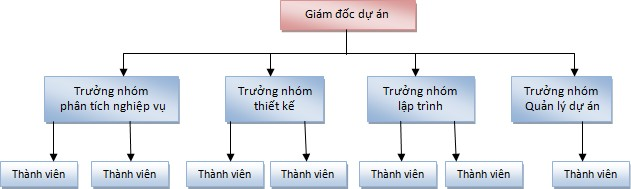 Giám đốc dự án
Trưởng nhóm
phân tích nghiệp vụ
Trưởng nhóm
thiết kế
Trưởng nhóm
lập trình
Trưởng nhóm
Quản lý dự án
Thành viên
Thành viên
Thành viên
Thành viên
Thành viên
Thành viên
Thành viên